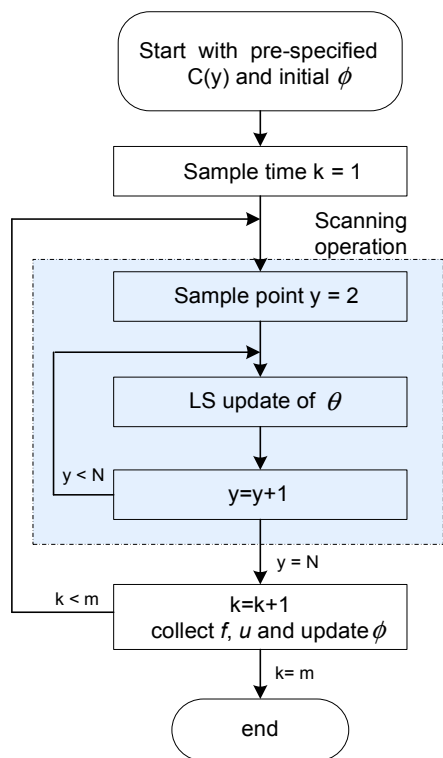 Start with pre-specified
C(y) and initial ϕ
Sample time k = 1
Scanning
operation
Sample point y = 2
LS update of θ
y < N
y=y+1
y = N
k < m
k=k+1
collect f, u and update ϕ
k= m
end